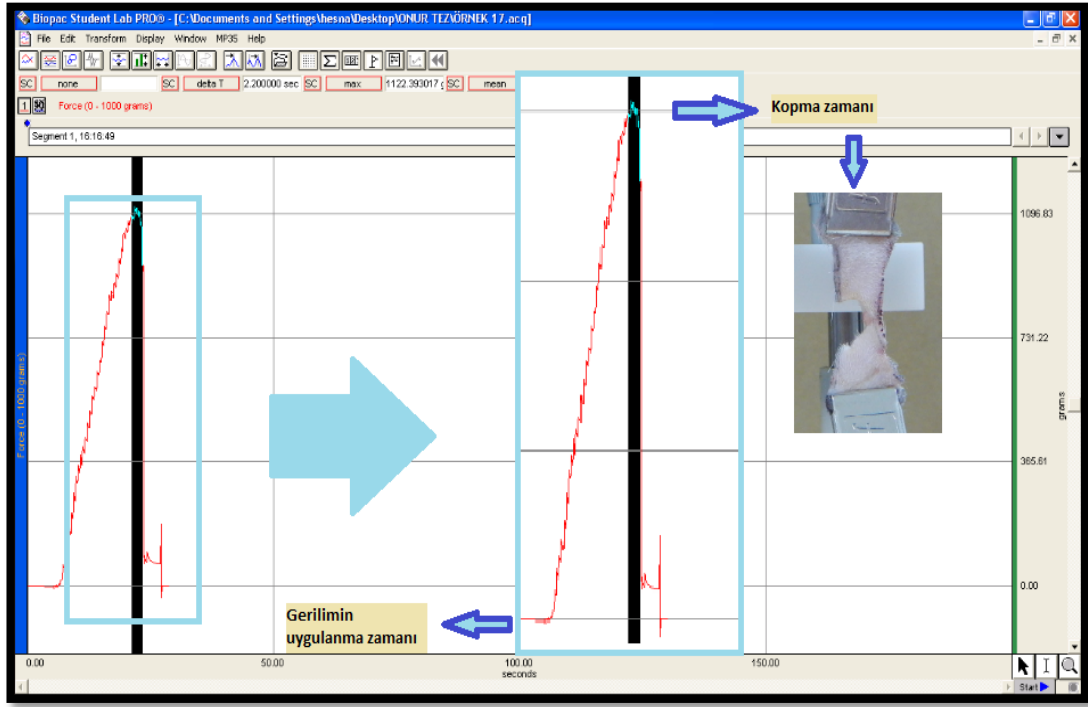 Biopac Student Lab PRO® - [C:\Documents and Settings\hesna\Desktop\ONUR TEZ\ÖRNEK 17.acq]
File Edit Transform Display Window MP35 Help
SC none SC delta T 2.200000 sec SC max 1122.393017 g SC mean
1 Force (0 - 1000 grams)
Segment 1, 16:16:49
Kopma zamanı
1096.83
731.22
365.61
0.00
grams
Force (0 - 1000 grams)
Gerilimin
uygulanma zamanı
0.00 50.00 100.00 150.00
seconds
Start